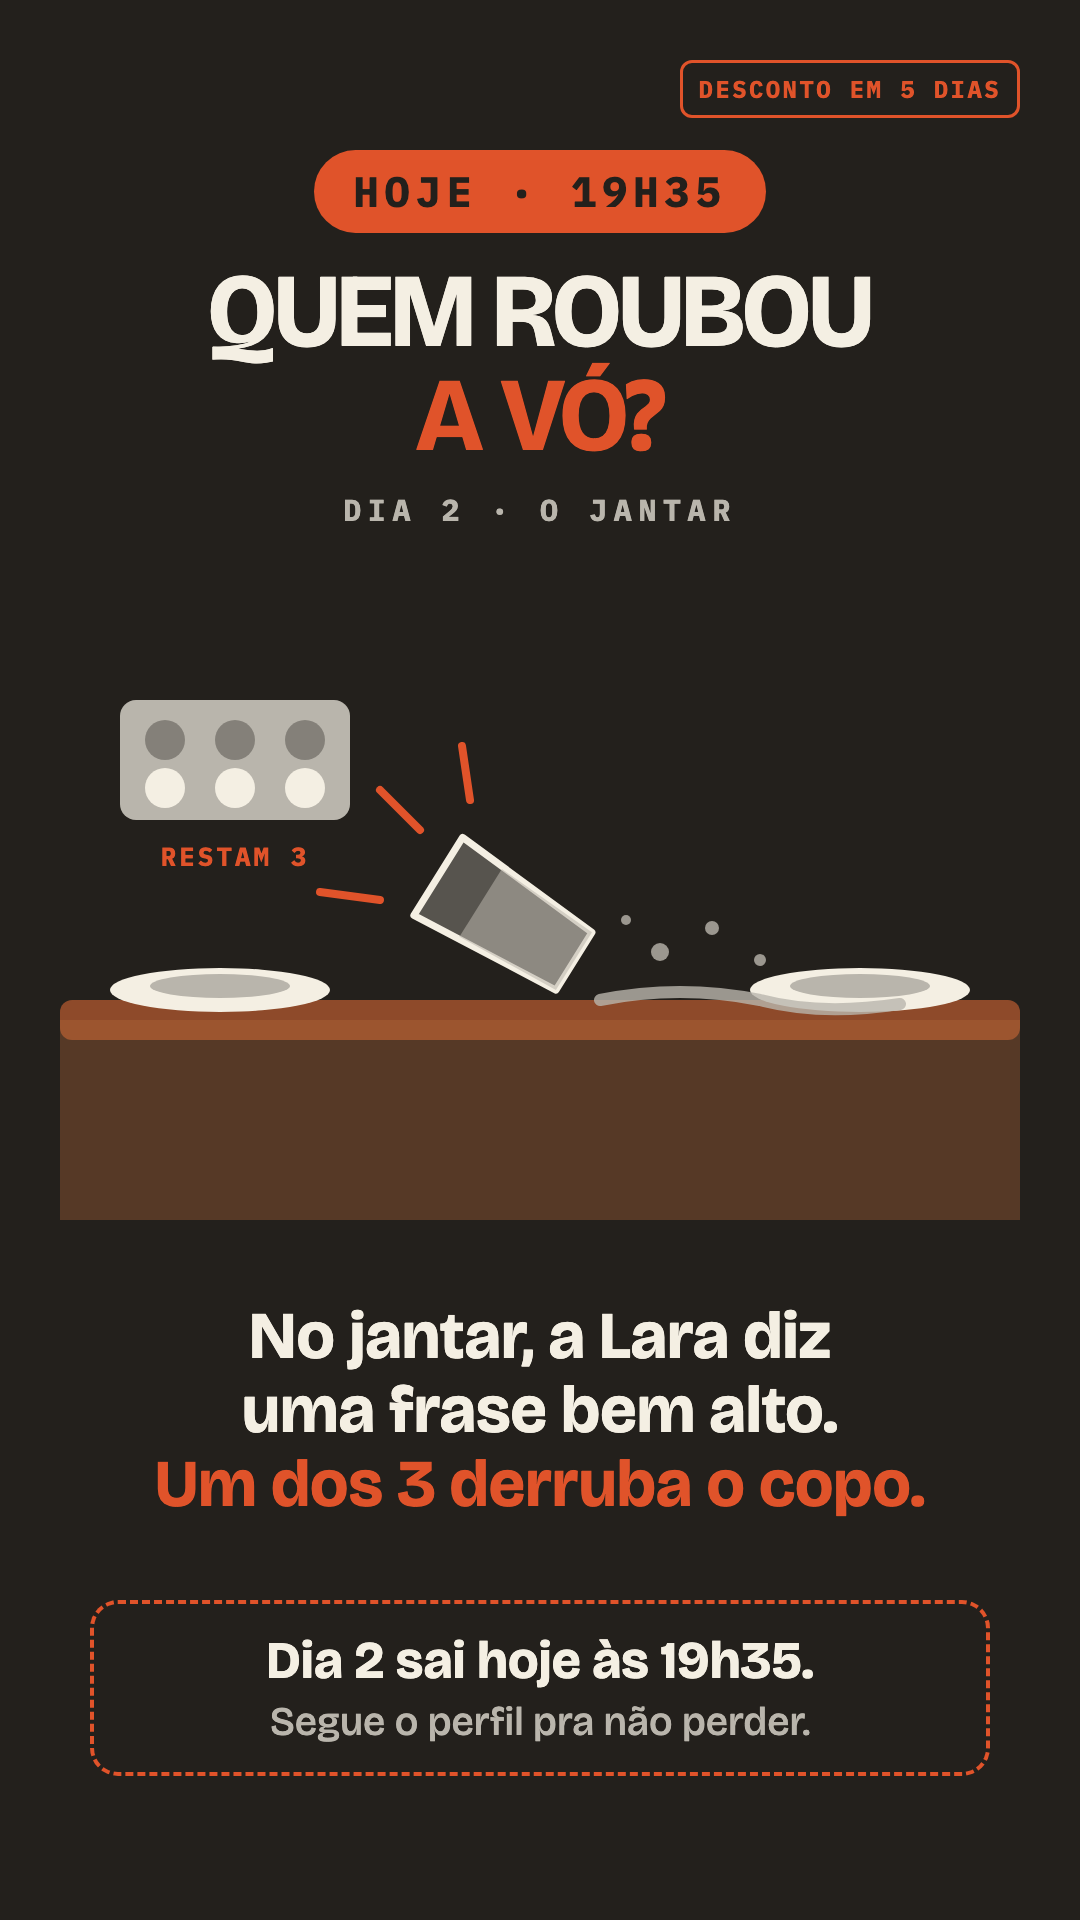 DESCONTO EM 5 DIAS
HOJE · 19H35
QUEM ROUBOU
A VÓ?
DIA 2 · O JANTAR
RESTAM 3
No jantar, a Lara diz
uma frase bem alto.
Um dos 3 derruba o copo.
Dia 2 sai hoje às 19h35.
Segue o perfil pra não perder.